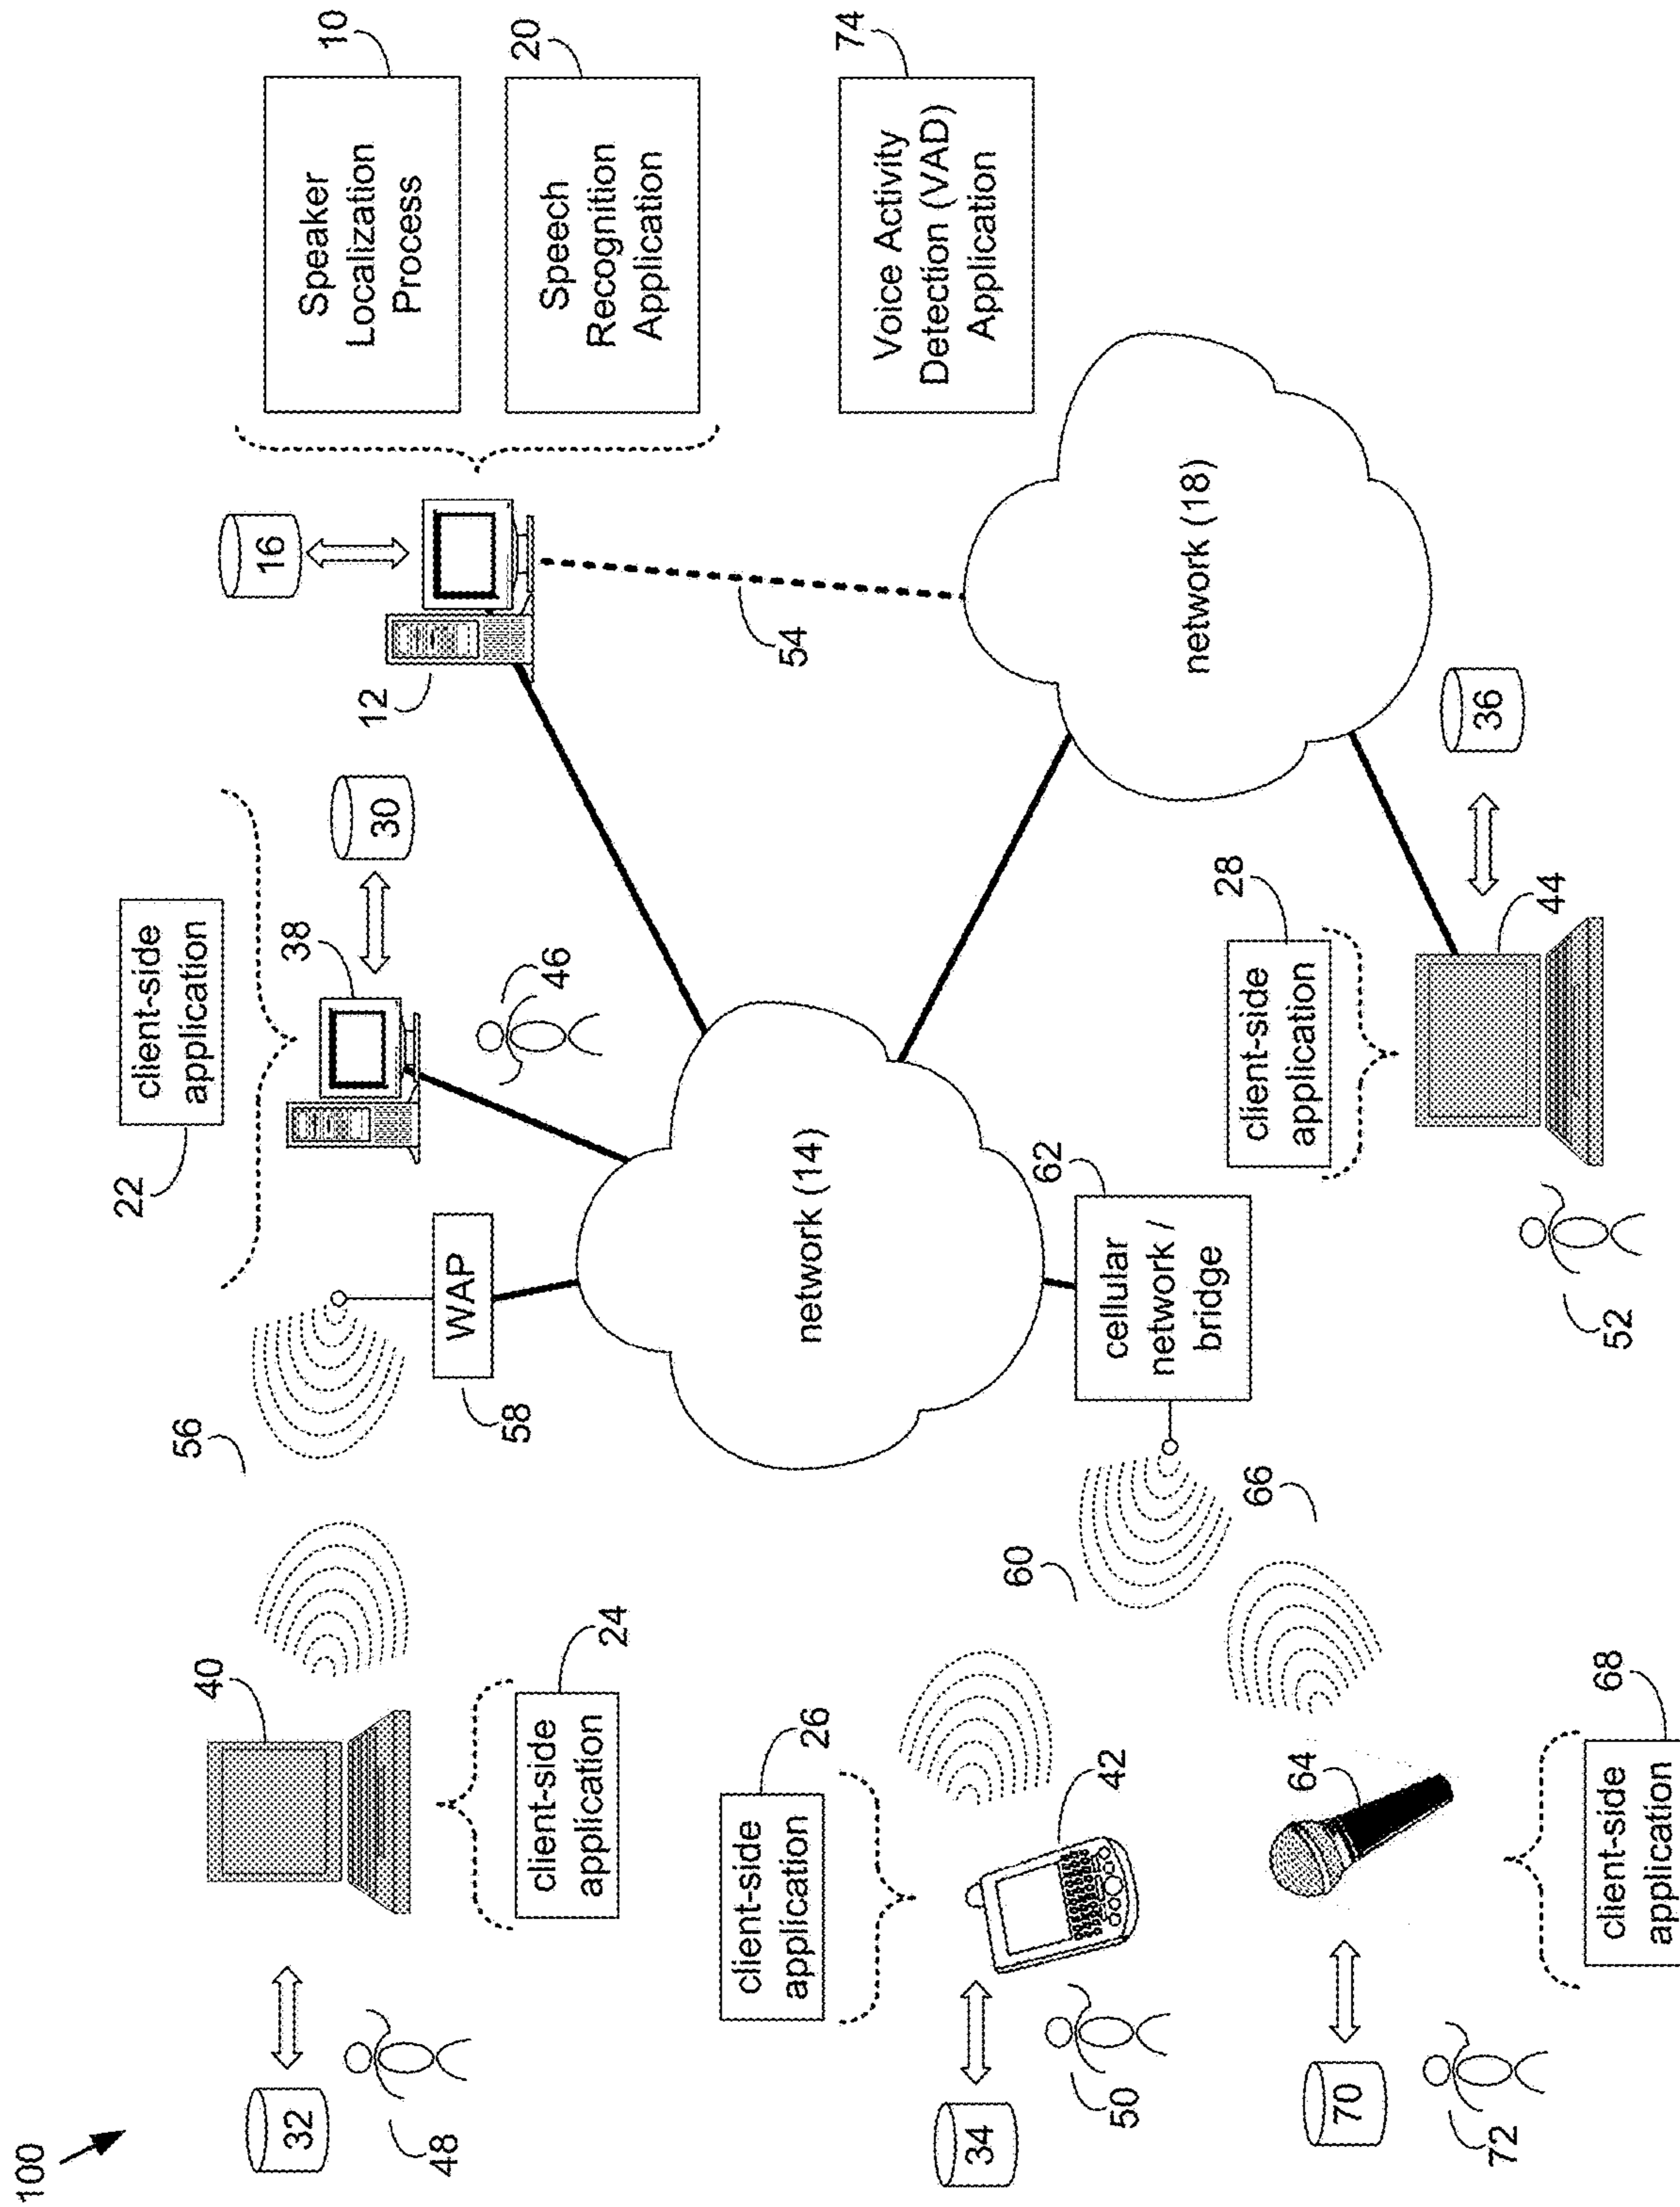 100
22
client-side
application
56
40
32
48
24
client-side
application
38
30
46
WAP
58
12
16
10
Speaker
Localization
Process
20
Speech
Recognition
Application
54
74
Voice Activity
Detection (VAD)
Application
network (14)
network (18)
26
client-side
application
42
34
50
60
62
cellular
network /
bridge
66
28
client-side
application
36
44
52
64
70
72
68
client-side
application